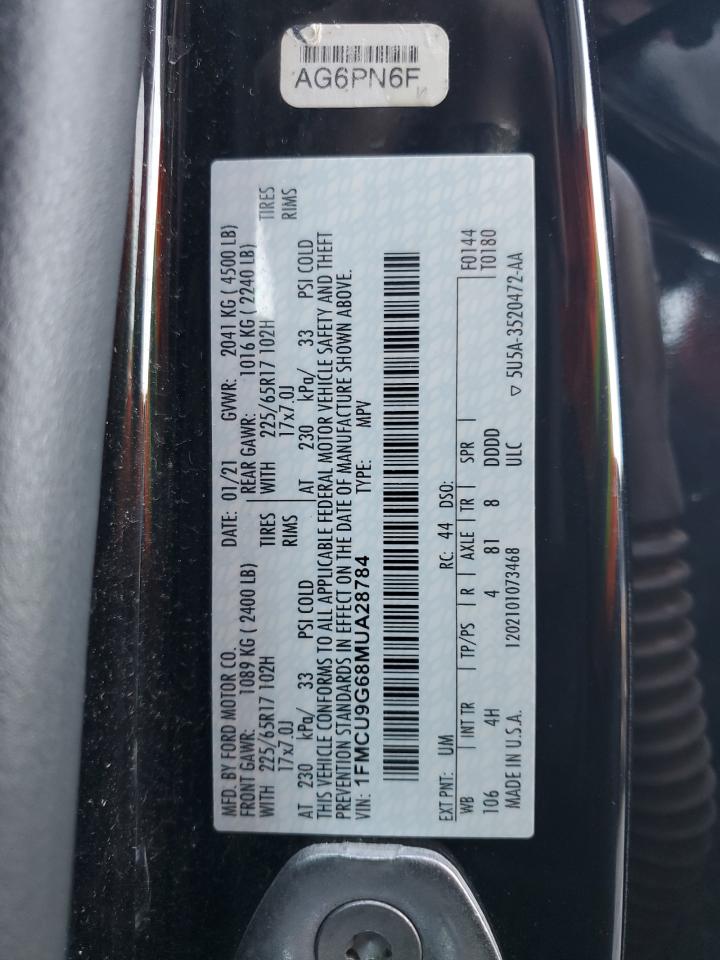 AG6PN6F
MFD. BY FORD MOTOR CO.
DATE: 01/21 GVWR: 2041 KG ( 4500 LB)
FRONT GAWR: 1089 KG ( 2400 LB) REAR GAWR: 1016 KG ( 2240 LB)
WITH 225/65R17 102H TIRES WITH 225/65R17 102H TIRES
17x7.0J RIMS 17x7.0J RIMS
AT 230 kPa/ 33 PSI COLD AT 230 kPa/ 33 PSI COLD
THIS VEHICLE CONFORMS TO ALL APPLICABLE FEDERAL MOTOR VEHICLE SAFETY AND THEFT
PREVENTION STANDARDS IN EFFECT ON THE DATE OF MANUFACTURE SHOWN ABOVE.
VIN: 1FMCU9G68MUA28784 TYPE: MPV
EXT PNT: UM RC: 44 DSO: F0144
WB INT TR TP/PS R AXLE TR SPR T0180
106 4H 4 81 8 DDDD
MADE IN U.S.A. 1202101073468 ULC ▽ 5U5A-3520472-AA